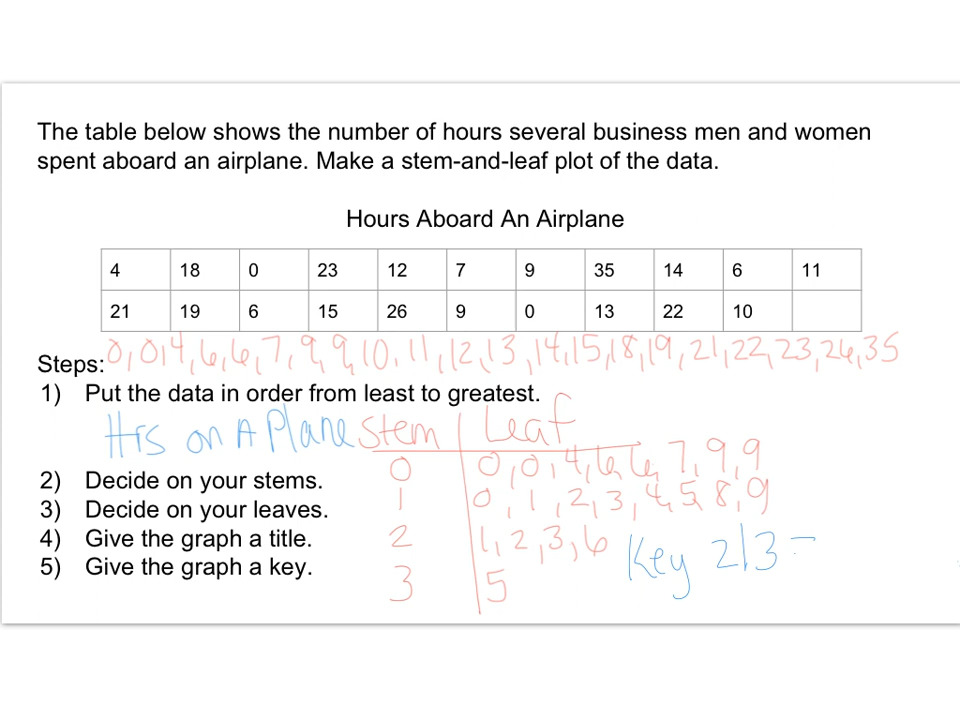 The table below shows the number of hours several business men and women
spent aboard an airplane. Make a stem-and-leaf plot of the data.
Hours Aboard An Airplane
4 18 0 23 12 7 9 35 14 6 11
21 19 6 15 26 9 0 13 22 10
0, 0, 4, 6, 6, 7, 9, 9, 10, 11, 12, 13, 14, 15, 18, 19, 21, 22, 23, 26, 35
Steps:
1) Put the data in order from least to greatest.
Hrs on A Plane Stem | Leaf
0 | 0, 0, 4, 6, 6, 7, 9, 9
2) Decide on your stems.
1 | 0, 1, 2, 3, 4, 5, 8, 9
3) Decide on your leaves.
4) Give the graph a title.
2 | 1, 2, 3, 6 Key 2|3 =
5) Give the graph a key.
3 | 5